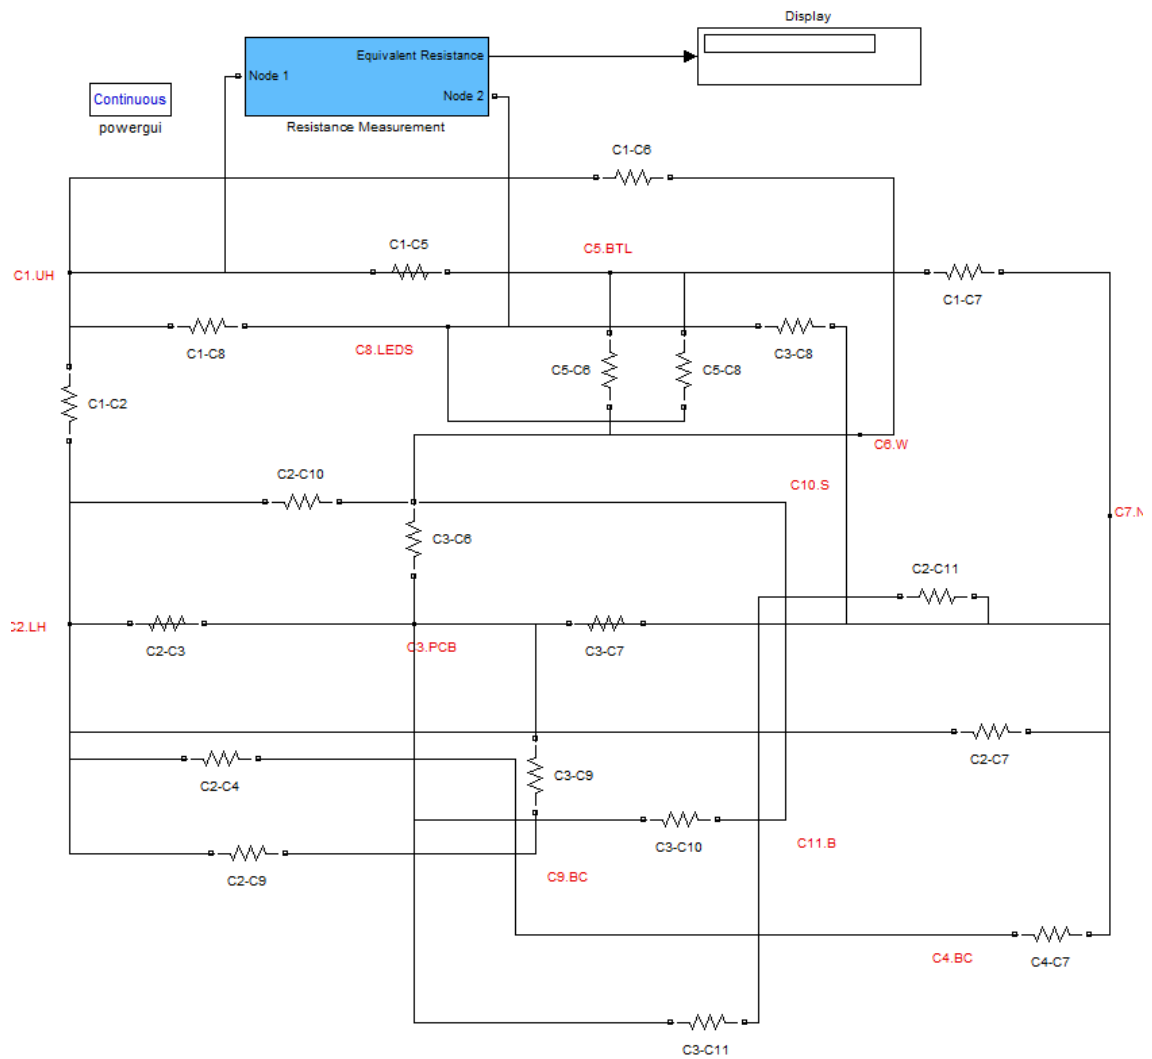 Display
Equivalent Resistance
Node 1
Continuous
Node 2
powergui
Resistance Measurement
C1-C6
C1-C5
C5.BTL
C1.UH
C1-C7
C1-C8
C8.LEDS
C3-C8
C5-C6
C5-C8
C1-C2
C6.W
C2-C10
C10.S
C7.N
C3-C6
C2-C11
C2.LH
C2-C3
C3.PCB
C3-C7
C2-C7
C2-C4
C3-C9
C3-C10
C11.B
C2-C9
C9.BC
C4.BC
C4-C7
C3-C11